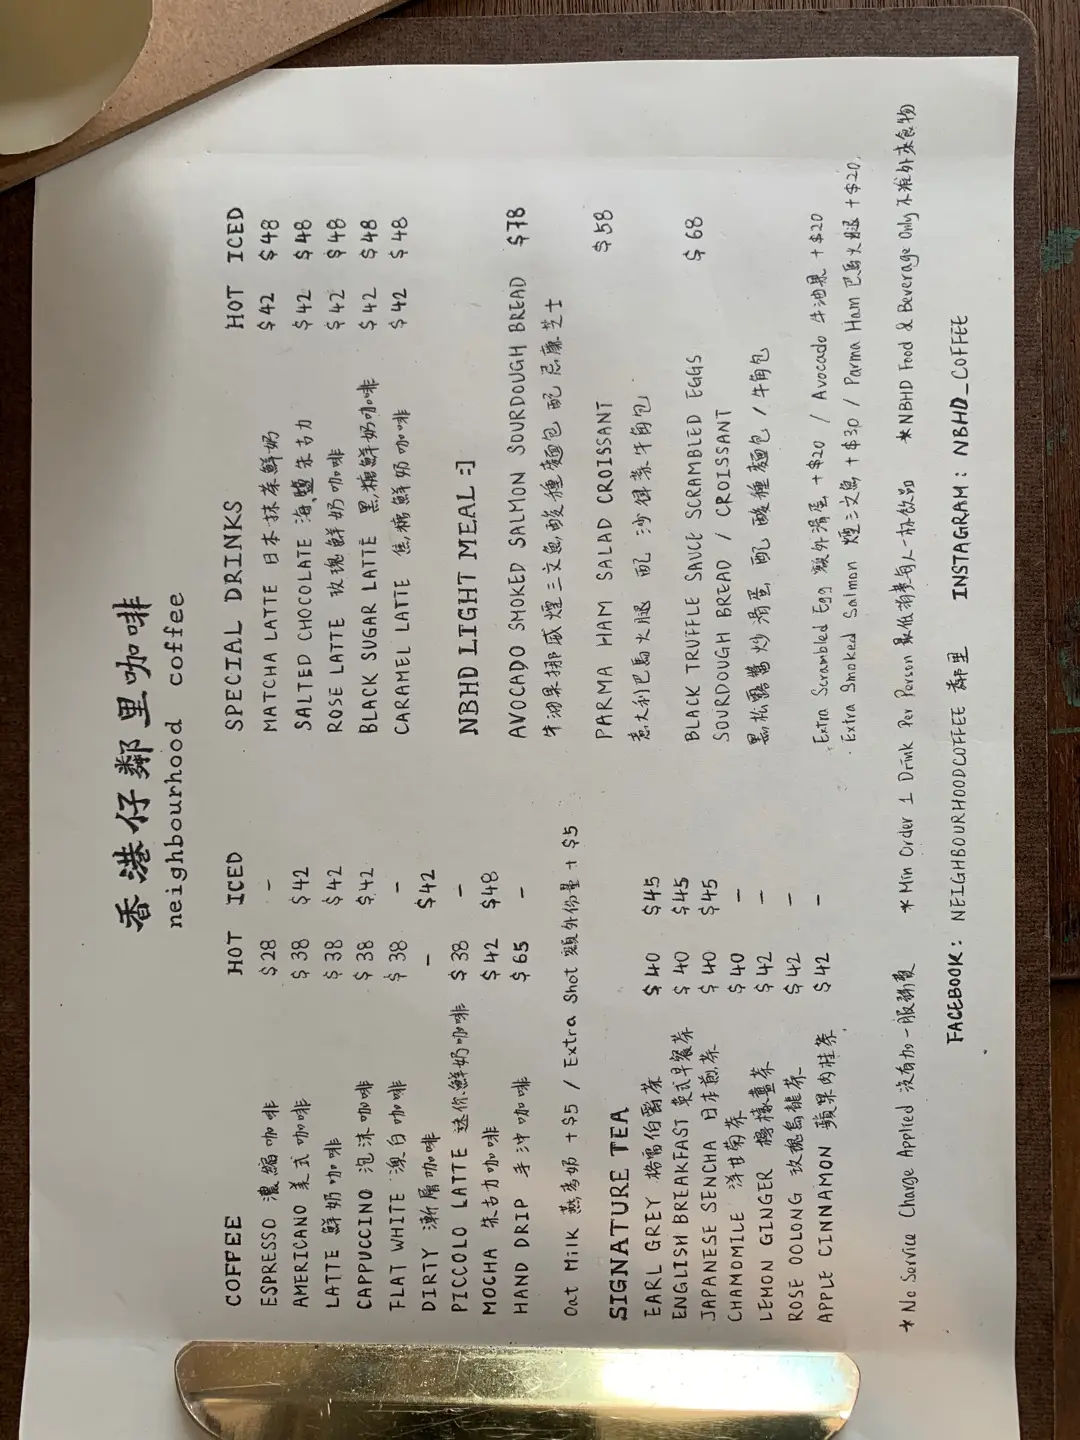 香港仔鄰里咖啡
neighbourhood coffee
COFFEE HOT ICED
ESPRESSO 濃縮咖啡 $28 -
AMERICANO 美式咖啡 $38 $42
LATTE 鮮奶咖啡 $38 $42
CAPPUCCINO 泡沫咖啡 $38 $42
FLAT WHITE 澳白咖啡 $38 -
DIRTY 漸層咖啡 - $42
PICCOLO LATTE 迷你鮮奶咖啡 $38 -
MOCHA 朱古力咖啡 $42 $48
HAND DRIP 手沖咖啡 $65 -
Oat Milk 燕麥奶 +$5 / Extra Shot 額外份量 +$5
SIGNATURE TEA
EARL GREY 格雷伯爵茶 $40 $45
ENGLISH BREAKFAST 英式早餐茶 $40 $45
JAPANESE SENCHA 日本煎茶 $40 $45
CHAMOMILE 洋甘菊茶 $40 -
LEMON GINGER 檸檬薑茶 $42 -
ROSE OOLONG 玫瑰烏龍茶 $42 -
APPLE CINNAMON 蘋果肉桂茶 $42 -
SPECIAL DRINKS HOT ICED
MATCHA LATTE 日本抹茶鮮奶 $42 $48
SALTED CHOCOLATE 海鹽朱古力 $42 $48
ROSE LATTE 玫瑰鮮奶咖啡 $42 $48
BLACK SUGAR LATTE 黑糖鮮奶咖啡 $42 $48
CARAMEL LATTE 焦糖鮮奶咖啡 $42 $48
NBHD LIGHT MEAL :]
AVOCADO SMOKED SALMON SOURDOUGH BREAD $78
牛油果挪威煙三文魚酸種麵包 配 忌廉芝士
PARMA HAM SALAD CROISSANT $58
意大利巴馬火腿 配 沙律菜牛角包
BLACK TRUFFLE SAUCE SCRAMBLED EGGS $68
SOURDOUGH BREAD / CROISSANT
黑松露醬炒滑蛋 配 酸種麵包 / 牛角包
Extra Scrambled Egg 額外滑蛋 +$20 / Avocado 牛油果 +$20
Extra Smoked Salmon 煙三文魚 +$30 / Parma Ham 巴馬火腿 +$20
*No Service Charge Applied 沒有加一服務費 *Min Order 1 Drink Per Person 最低消費每人一杯飲品 *NBHD Food & Beverage Only 不准外來食物
FACEBOOK: NEIGHBOURHOODCOFFEE 鄰里 INSTAGRAM: NBHD_COFFEE